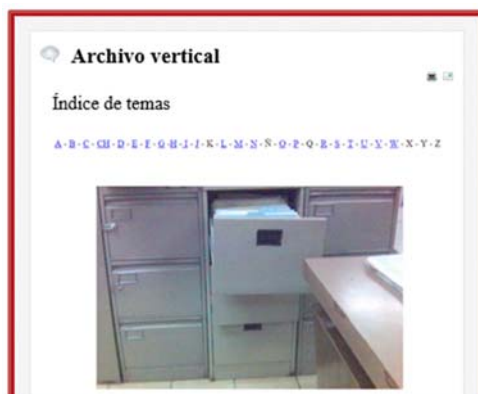 Archivo vertical
Índice de temas
A - B - C - CH - D - E - F - G - H - I - J - K - L - M - N - Ñ - O - P - Q - R - S - T - U - V - W - X - Y - Z